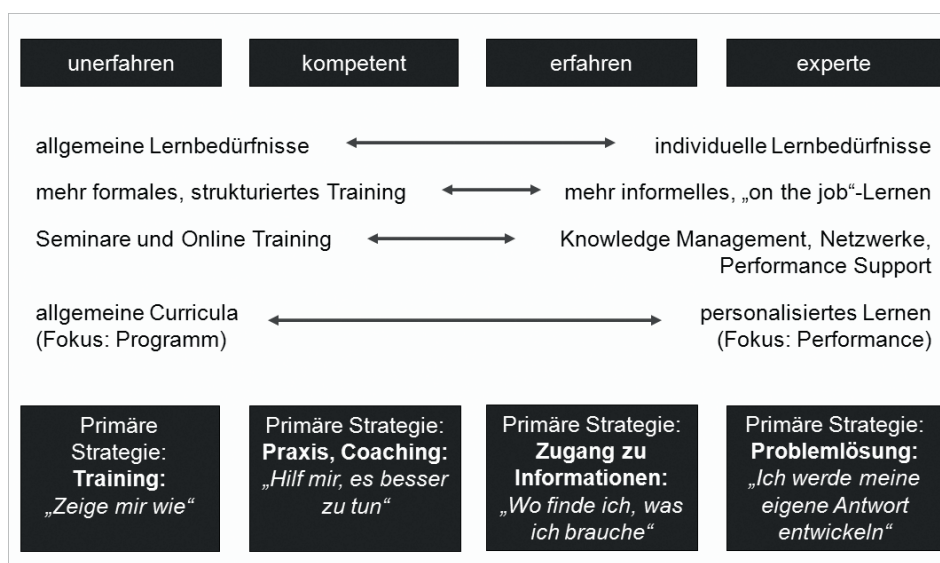 unerfahren
kompetent
erfahren
experte
allgemeine Lernbedürfnisse
individuelle Lernbedürfnisse
mehr formales, strukturiertes Training
mehr informelles, „on the job“-Lernen
Seminare und Online Training
Knowledge Management, Netzwerke,
Performance Support
allgemeine Curricula
(Fokus: Programm)
personalisiertes Lernen
(Fokus: Performance)
Primäre
Strategie:
Training:
„Zeige mir wie“
Primäre Strategie:
Praxis, Coaching:
„Hilf mir, es besser
zu tun“
Primäre Strategie:
Zugang zu
Informationen:
„Wo finde ich, was
ich brauche“
Primäre Strategie:
Problemlösung:
„Ich werde meine
eigene Antwort
entwickeln“